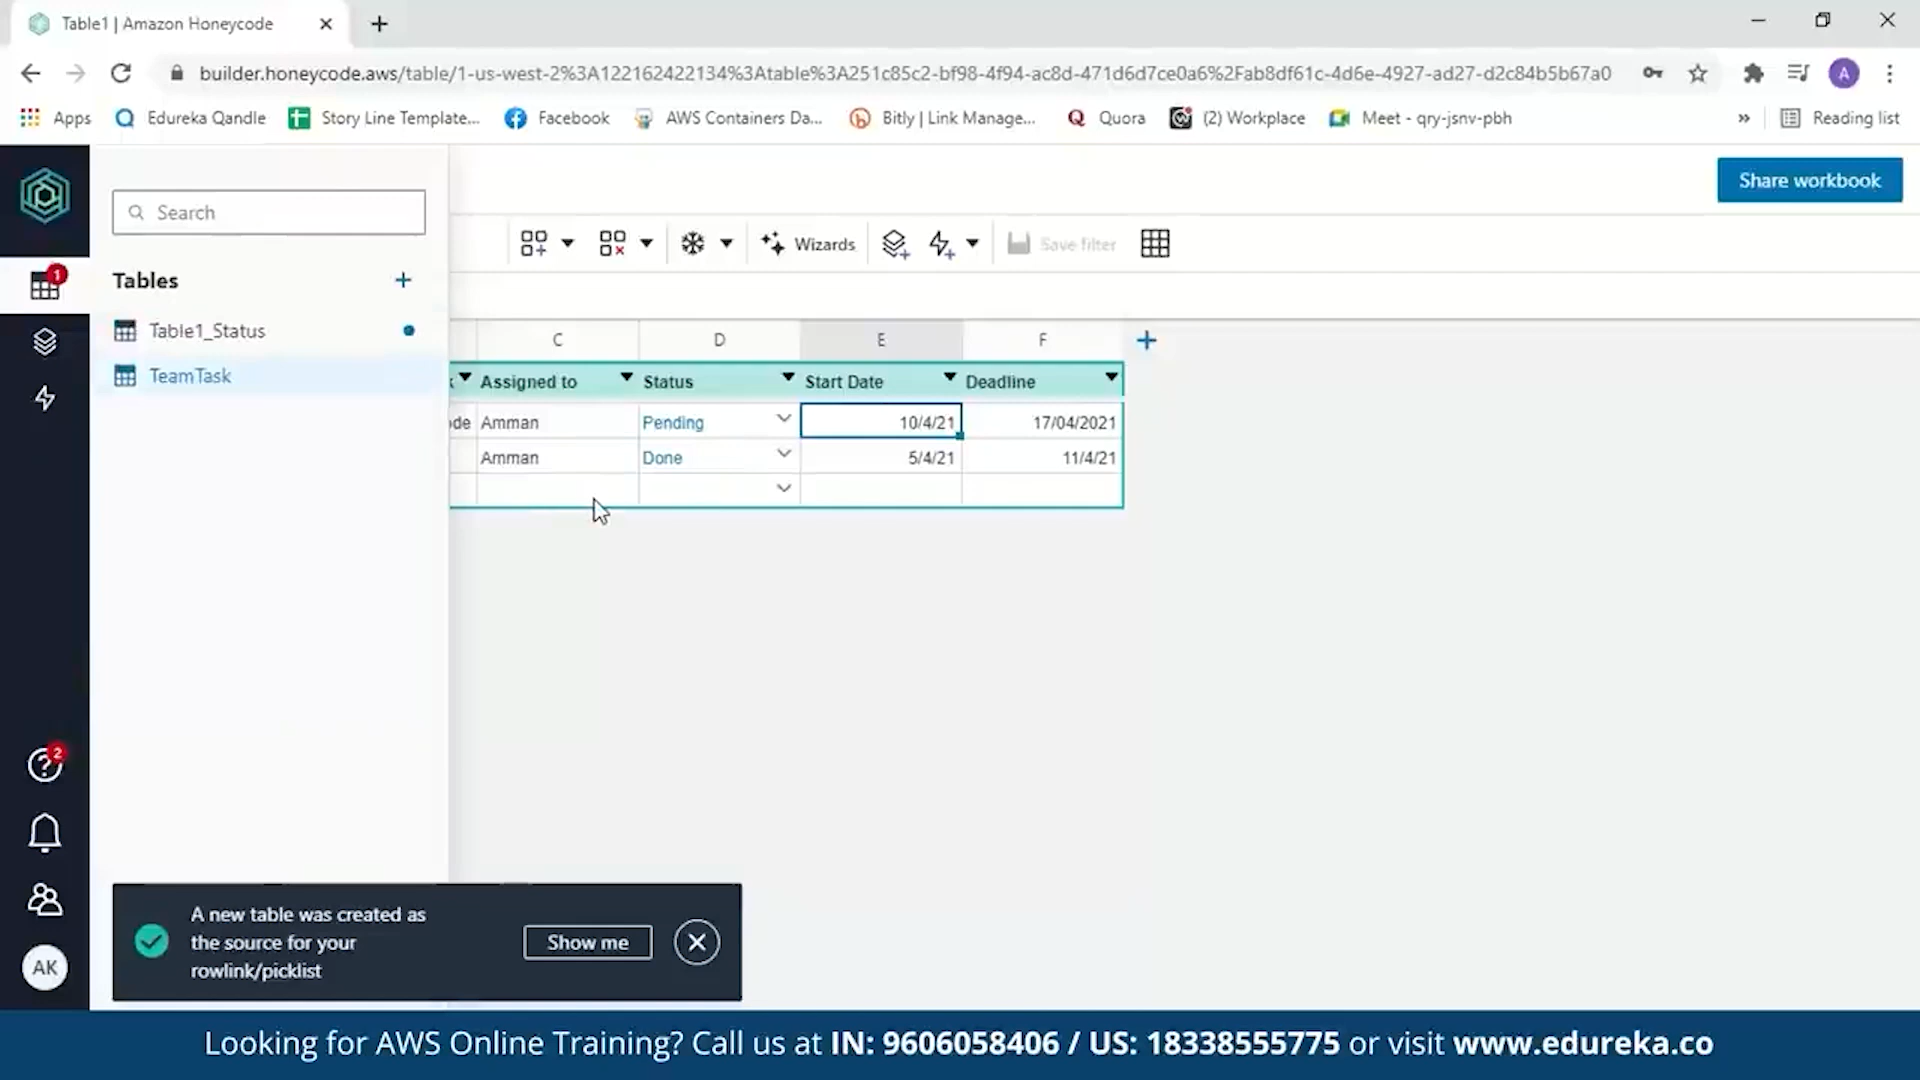 Table1 | Amazon Honeycode
builder.honeycode.aws/table/1-us-west-2%3A122162422134%3Atable%3A251c85c2-bf98-4f94-ac8d-471d6d7ce0a6%2Fab8df61c-4d6e-4927-ad27-d2c84b5b67a0
A
Apps
Edureka Qandle
Story Line Template...
Facebook
AWS Containers Da...
Bitly | Link Manage...
Quora
(2) Workplace
Meet - qry-jsnv-pbh
»
Reading list
Share workbook
Search
Wizards
Save filter
1
Tables
Table1_Status
TeamTask
C D E F
Assigned to Status Start Date Deadline
ode Amman Pending 10/4/21 17/04/2021
Amman Done 5/4/21 11/4/21
2
AK
A new table was created as
the source for your
rowlink/picklist
Show me
Looking for AWS Online Training? Call us at IN: 9606058406 / US: 18338555775 or visit www.edureka.co